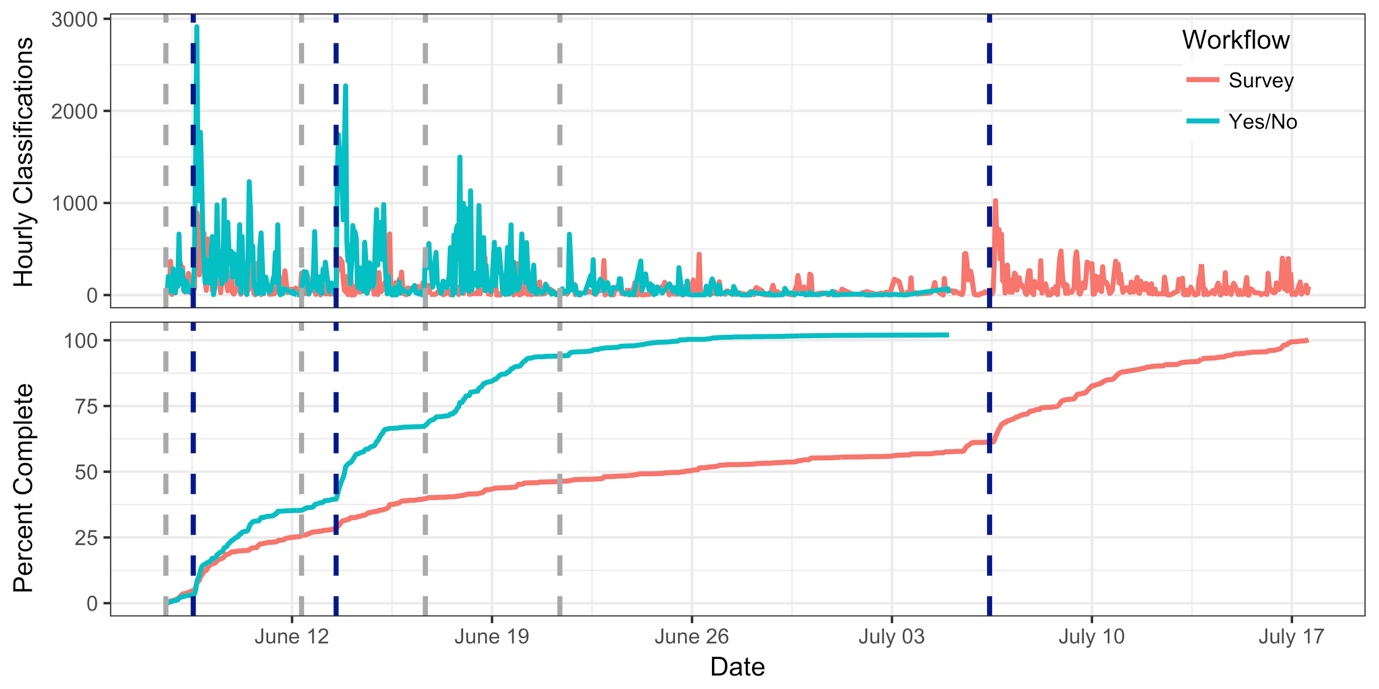 Hourly Classifications
3000
2000
1000
0
Workflow
Survey
Yes/No
Percent Complete
100
75
50
25
0
June 12 June 19 June 26 July 03 July 10 July 17
Date